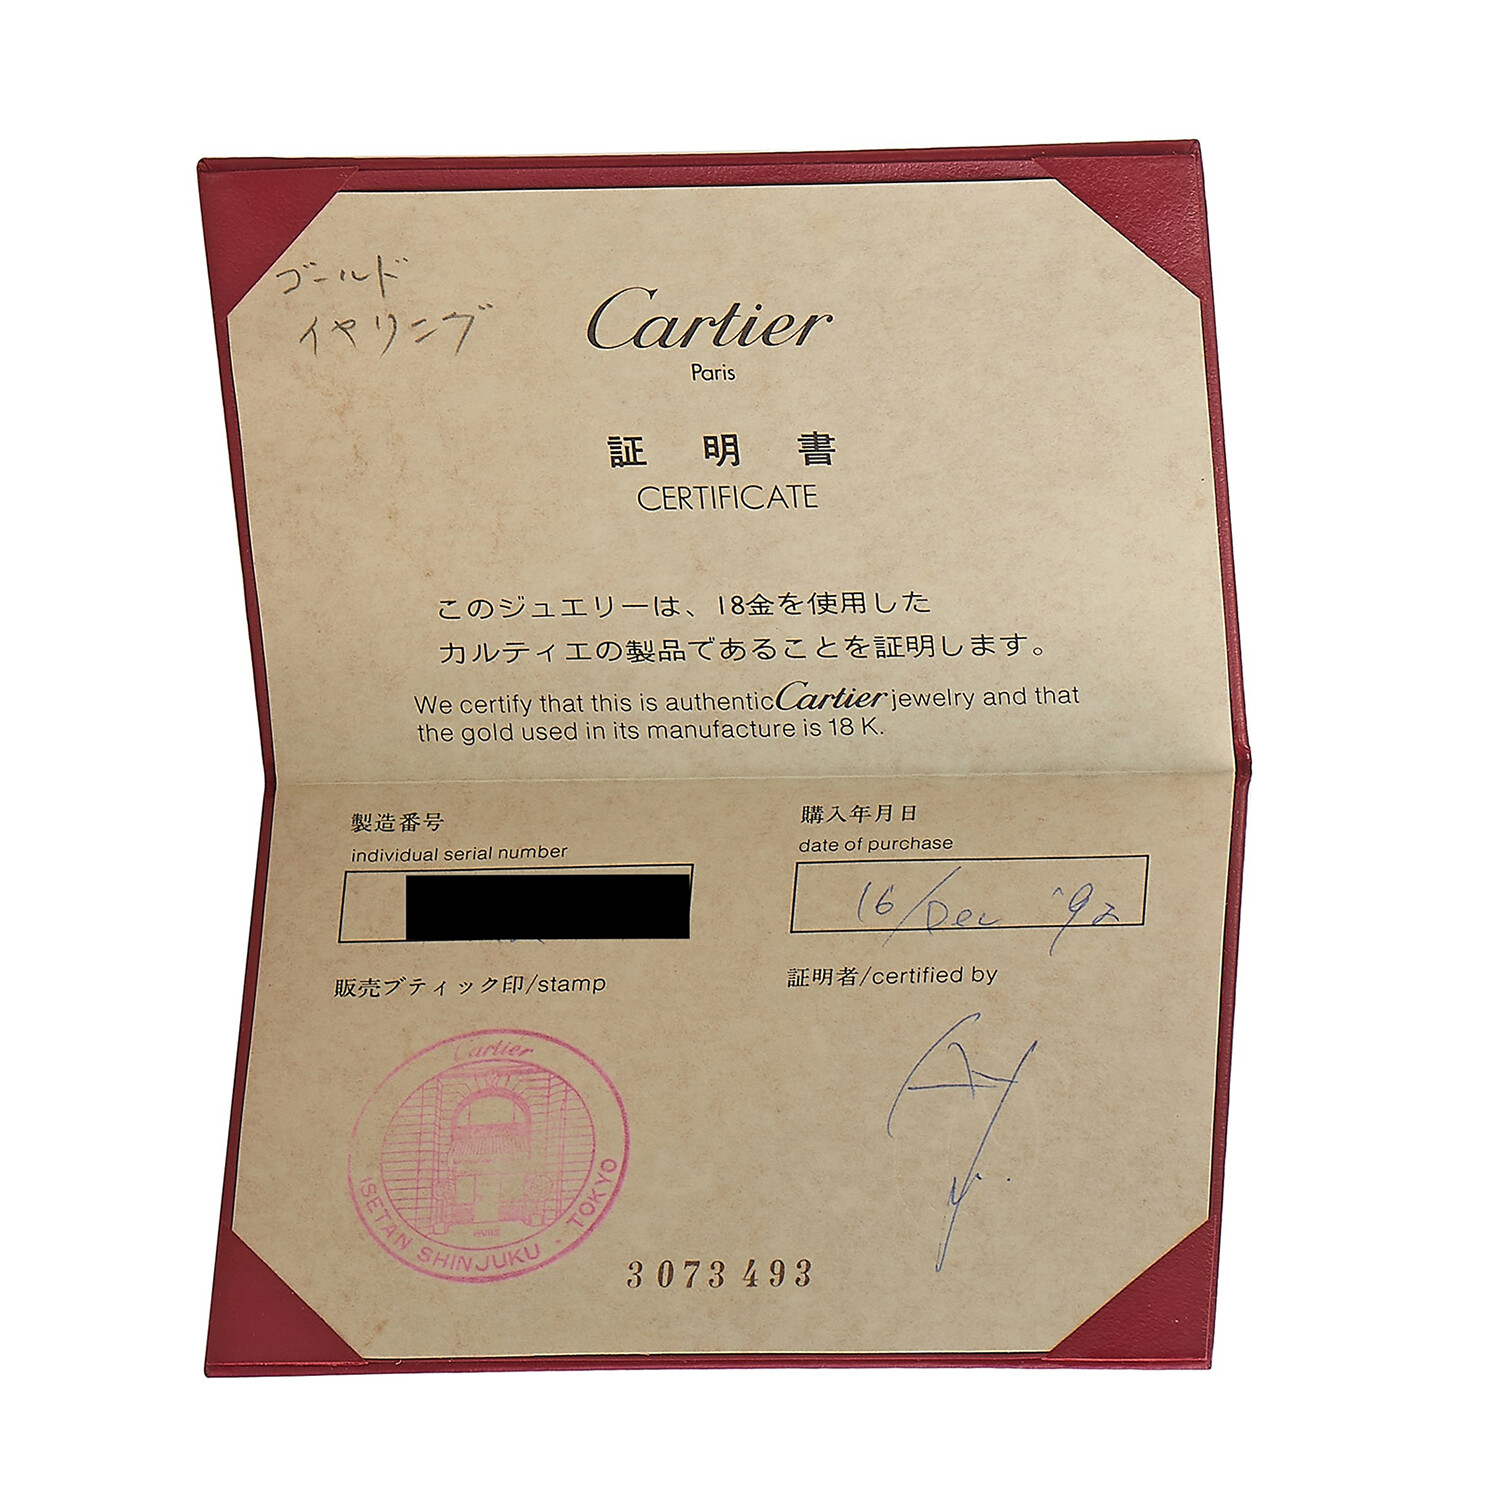 ゴールド
イヤリング
Cartier
Paris
証明書
CERTIFICATE
このジュエリーは、18金を使用した
カルティエの製品であることを証明します。
We certify that this is authentic Cartier jewelry and that
the gold used in its manufacture is 18 K.
製造番号
individual serial number
購入年月日
date of purchase
16/Dec '92
販売ブティック印/stamp
証明者/certified by
Cartier
ISETAN SHINJUKU - TOKYO
3073493